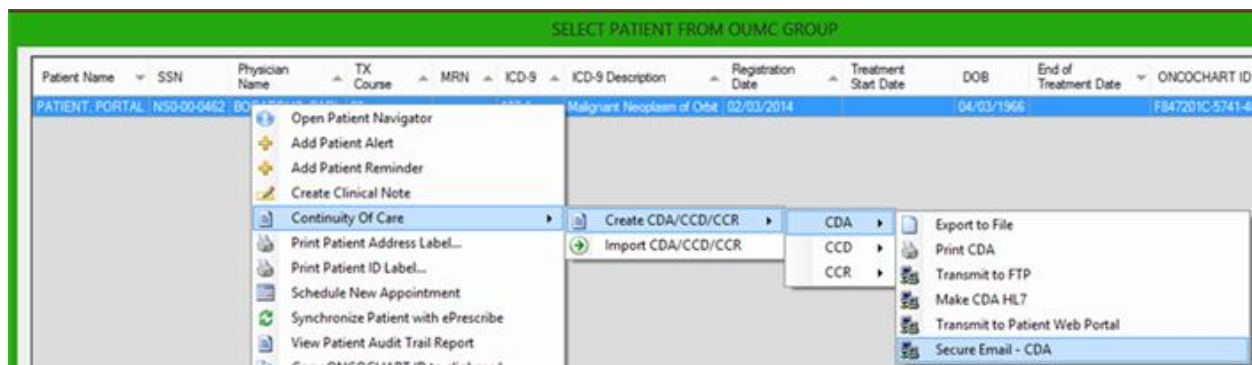 SELECT PATIENT FROM OUMC GROUP
Patient Name SSN Physician Name TX Course MRN ICD-9 ICD-9 Description Registration Date Treatment Start Date DOB End of Treatment Date ONCOCHART ID
PATIENT, PORTAL NS0-00-0462 Malignant Neoplasm of Orbit 02/03/2014 04/03/1966
Open Patient Navigator
Add Patient Alert
Add Patient Reminder
Create Clinical Note
Continuity Of Care
Print Patient Address Label...
Print Patient ID Label...
Schedule New Appointment
Synchronize Patient with ePrescribe
View Patient Audit Trail Report
Create CDA/CCD/CCR
Import CDA/CCD/CCR
CDA
CCD
CCR
Export to File
Print CDA
Transmit to FTP
Make CDA HL7
Transmit to Patient Web Portal
Secure Email - CDA